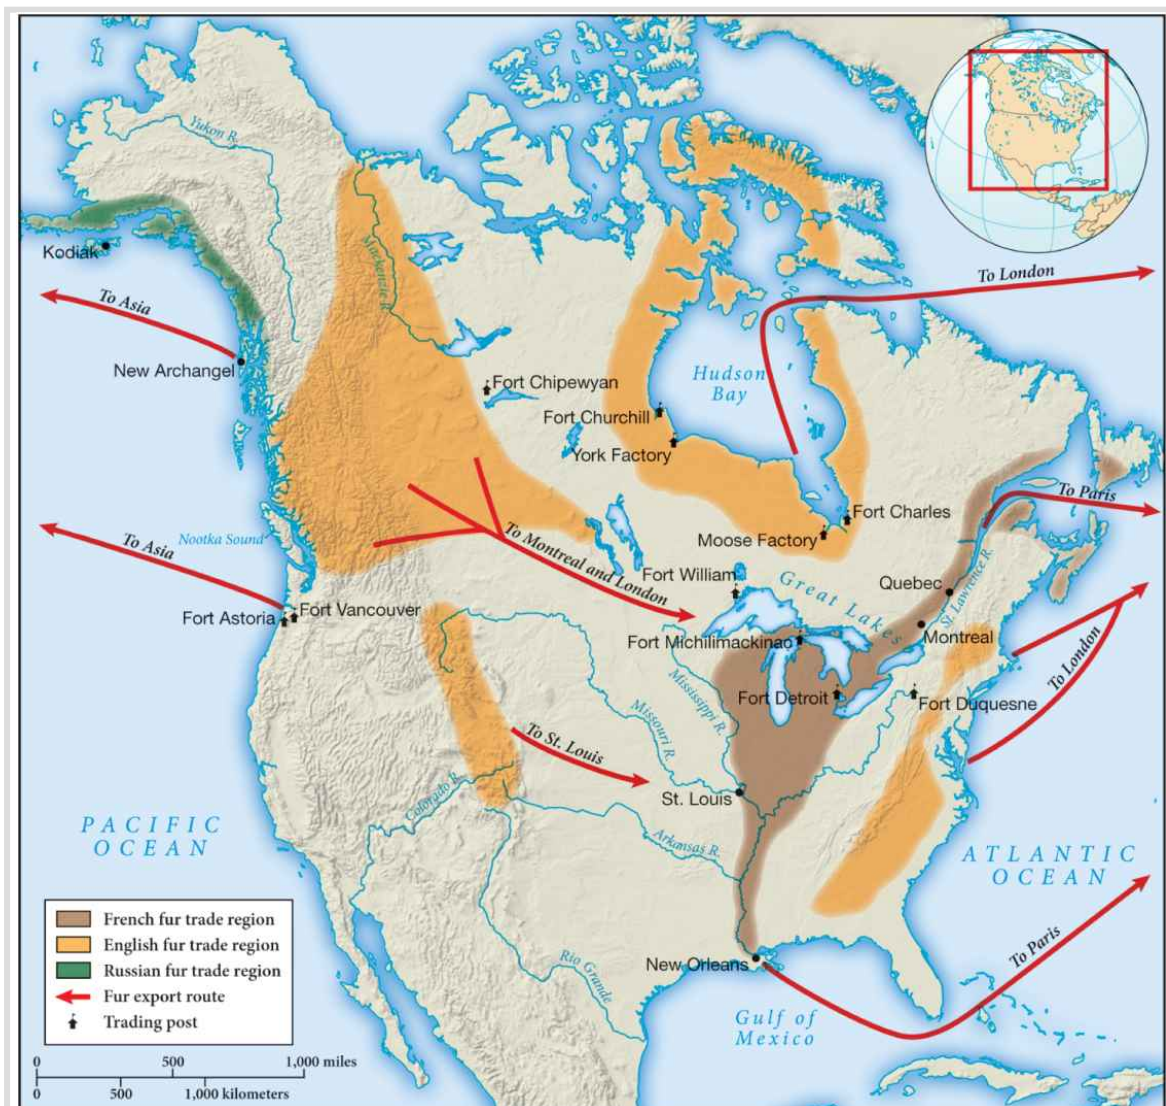 Yukon R.
Mackenzie R.
Kodiak
To Asia
New Archangel
To London
Hudson
Bay
Fort Chipewyan
Fort Churchill
York Factory
Fort Charles
Moose Factory
To Paris
Nootka Sound
To Asia
To Montreal and London
Fort William
Great Lakes
Quebec
St. Lawrence R.
Fort Astoria
Fort Vancouver
Fort Michilimackinac
Montreal
To London
Mississippi R.
Fort Detroit
Fort Duquesne
Missouri R.
To St. Louis
St. Louis
Colorado R.
Arkansas R.
PACIFIC
OCEAN
ATLANTIC
OCEAN
Rio Grande
New Orleans
To Paris
Gulf of
Mexico
French fur trade region
English fur trade region
Russian fur trade region
Fur export route
Trading post
0 500 1,000 miles
0 500 1,000 kilometers